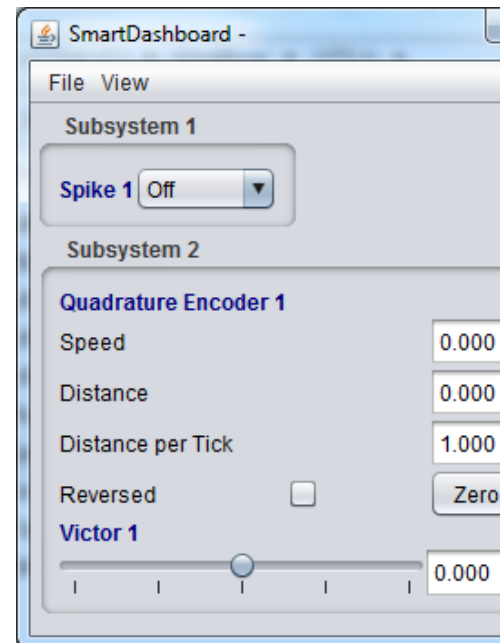 SmartDashboard -
File View
Subsystem 1
Spike 1 Off
Subsystem 2
Quadrature Encoder 1
Speed 0.000
Distance 0.000
Distance per Tick 1.000
Reversed Zero
Victor 1
0.000